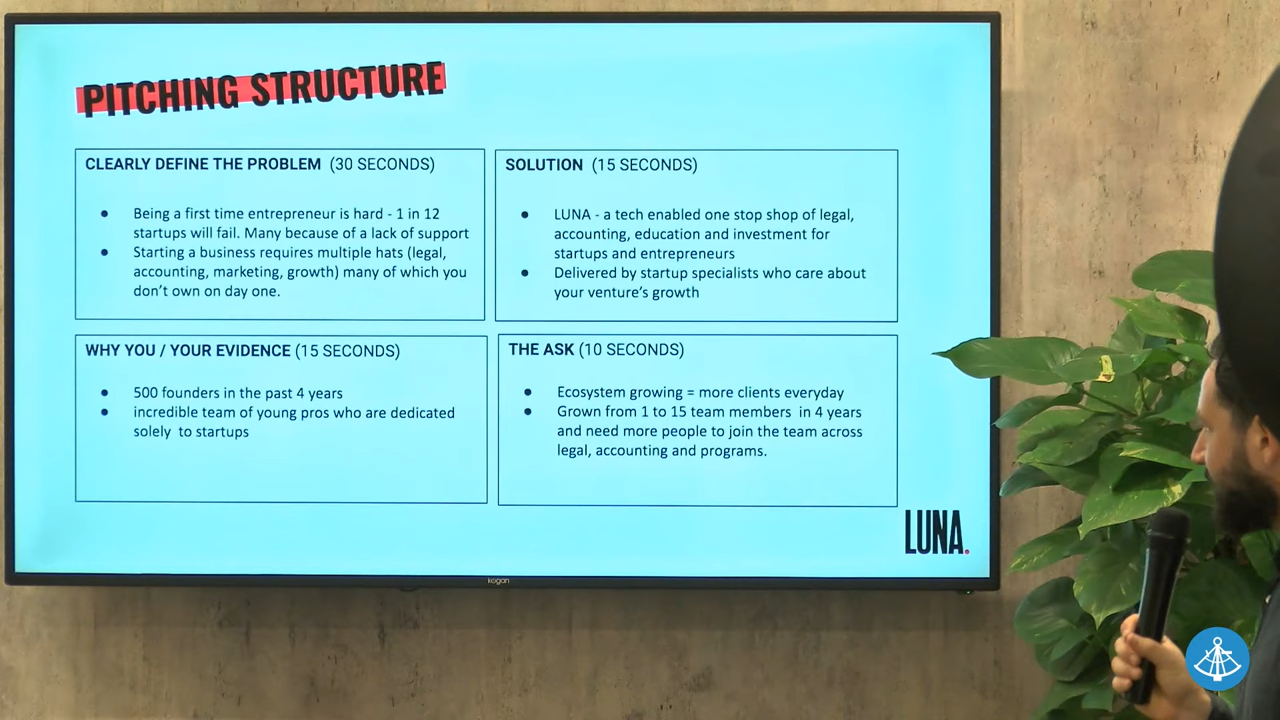 PITCHING STRUCTURE
CLEARLY DEFINE THE PROBLEM (30 SECONDS)
● Being a first time entrepreneur is hard - 1 in 12
startups will fail. Many because of a lack of support
● Starting a business requires multiple hats (legal,
accounting, marketing, growth) many of which you
don’t own on day one.
SOLUTION (15 SECONDS)
● LUNA - a tech enabled one stop shop of legal,
accounting, education and investment for
startups and entrepreneurs
● Delivered by startup specialists who care about
your venture’s growth
WHY YOU / YOUR EVIDENCE (15 SECONDS)
● 500 founders in the past 4 years
● incredible team of young pros who are dedicated
solely to startups
THE ASK (10 SECONDS)
● Ecosystem growing = more clients everyday
● Grown from 1 to 15 team members in 4 years
and need more people to join the team across
legal, accounting and programs.
LUNA.
kogan